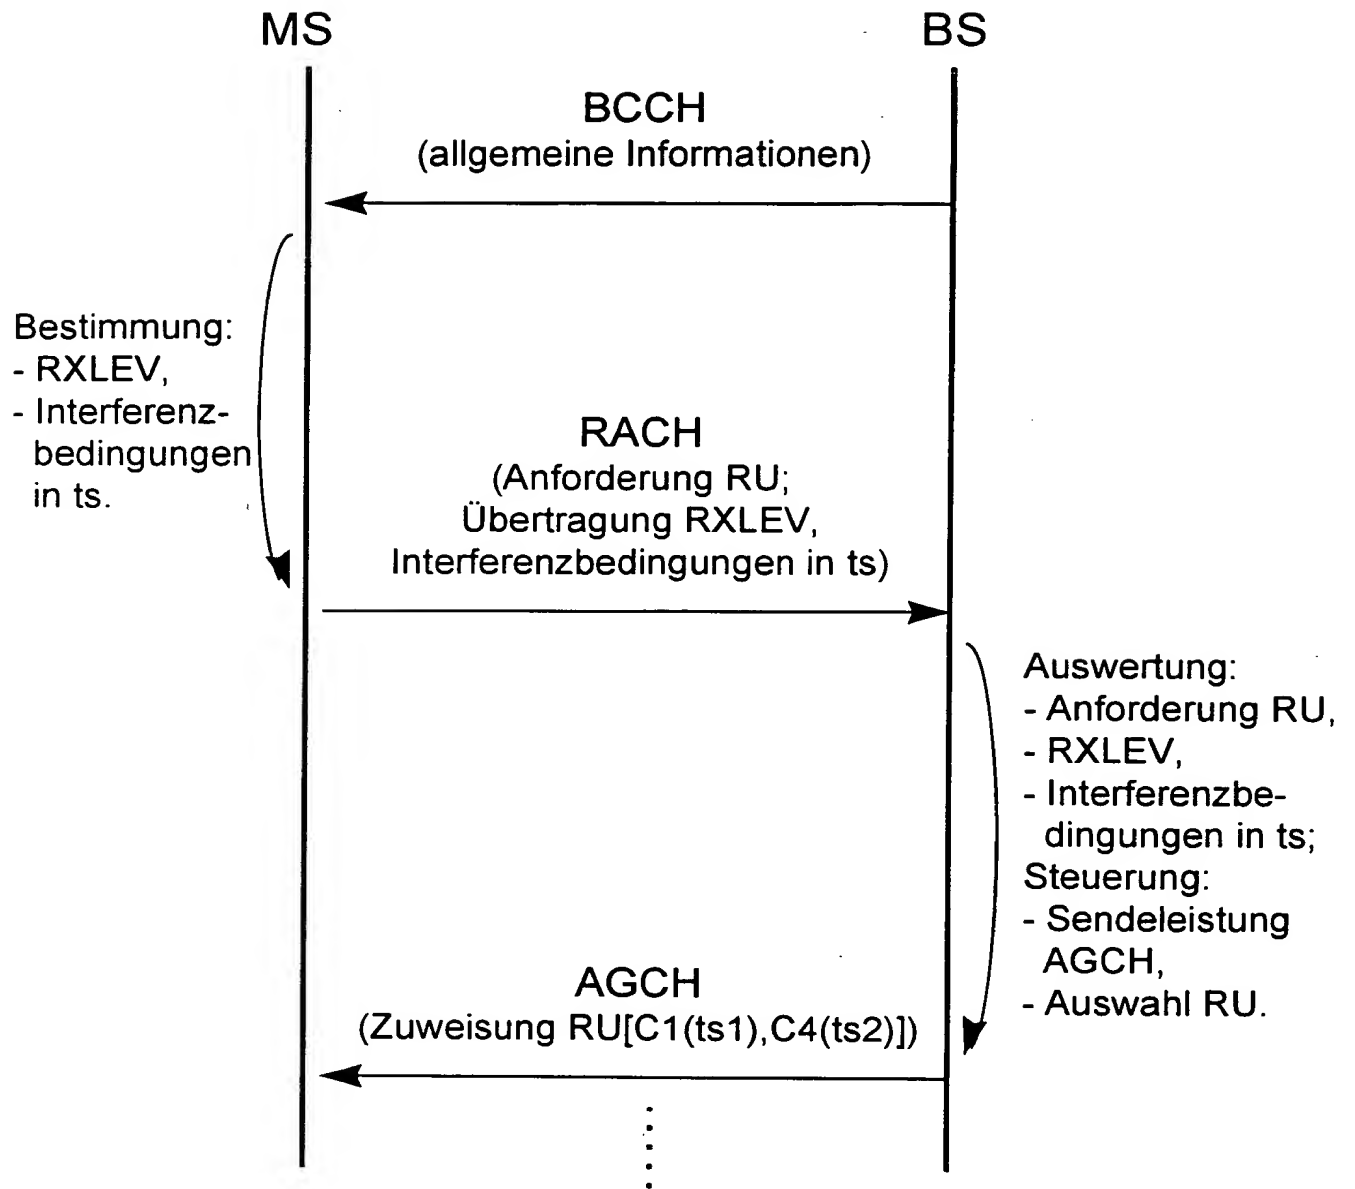 MS
BS
BCCH
(allgemeine Informationen)
Bestimmung:
- RXLEV,
- Interferenz-
bedingungen
in ts.
RACH
(Anforderung RU;
Übertragung RXLEV,
Interferenzbedingungen in ts)
Auswertung:
- Anforderung RU,
- RXLEV,
- Interferenzbe-
dingungen in ts;
Steuerung:
- Sendeleistung
AGCH,
- Auswahl RU.
AGCH
(Zuweisung RU[C1(ts1),C4(ts2)])